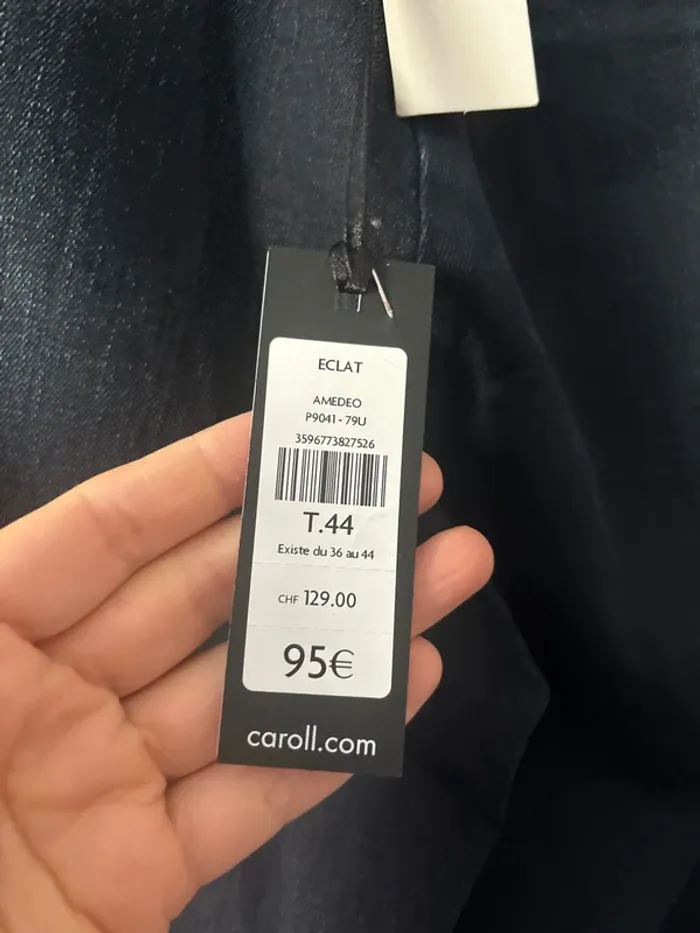 ECLAT
AMEDEO
P9041 - 79U
3596773827526
T.44
Existe du 36 au 44
CHF 129.00
95€
caroll.com